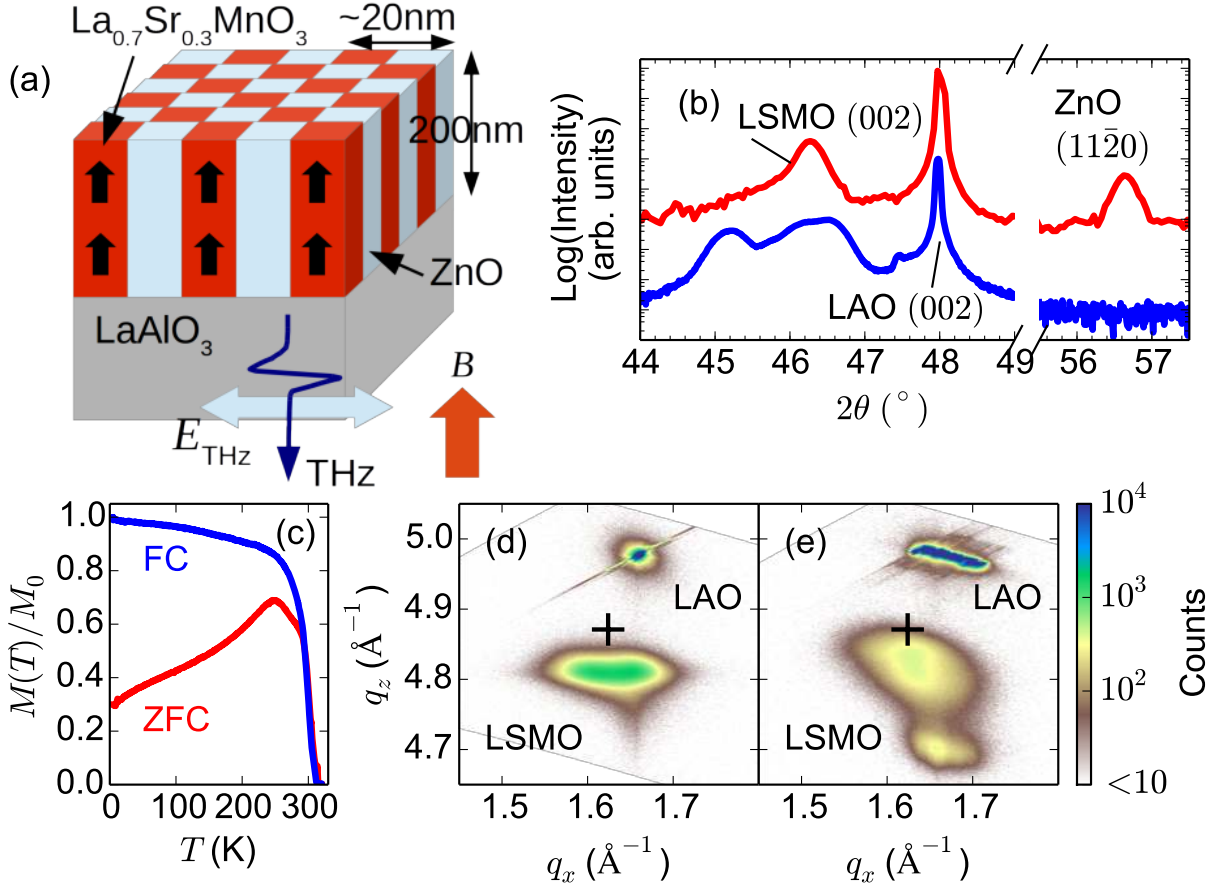 La₀.₇Sr₀.₃MnO₃
~20nm
(a)
200nm
ZnO
LaAlO₃
B
E_THz
THz
(b)
LSMO (002)
ZnO
(112̄0)
LAO (002)
Log(Intensity)
(arb. units)
44 45 46 47 48 49 56 57
2θ (°)
(c)
FC
ZFC
1.0
0.8
0.6
0.4
0.2
0.0
0 100 200 300
M(T)/M₀
T (K)
(d)
LAO
LSMO
5.0
4.9
4.8
4.7
q_z (Å⁻¹)
1.5 1.6 1.7
q_x (Å⁻¹)
(e)
LAO
LSMO
1.5 1.6 1.7
q_x (Å⁻¹)
10⁴
10³
10²
<10
Counts